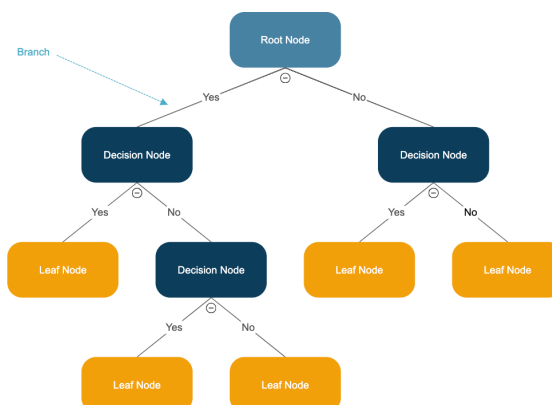 Root Node
Branch
Yes
No
Decision Node
Decision Node
Yes
No
Yes
No
Leaf Node
Decision Node
Leaf Node
Leaf Node
Yes
No
Leaf Node
Leaf Node